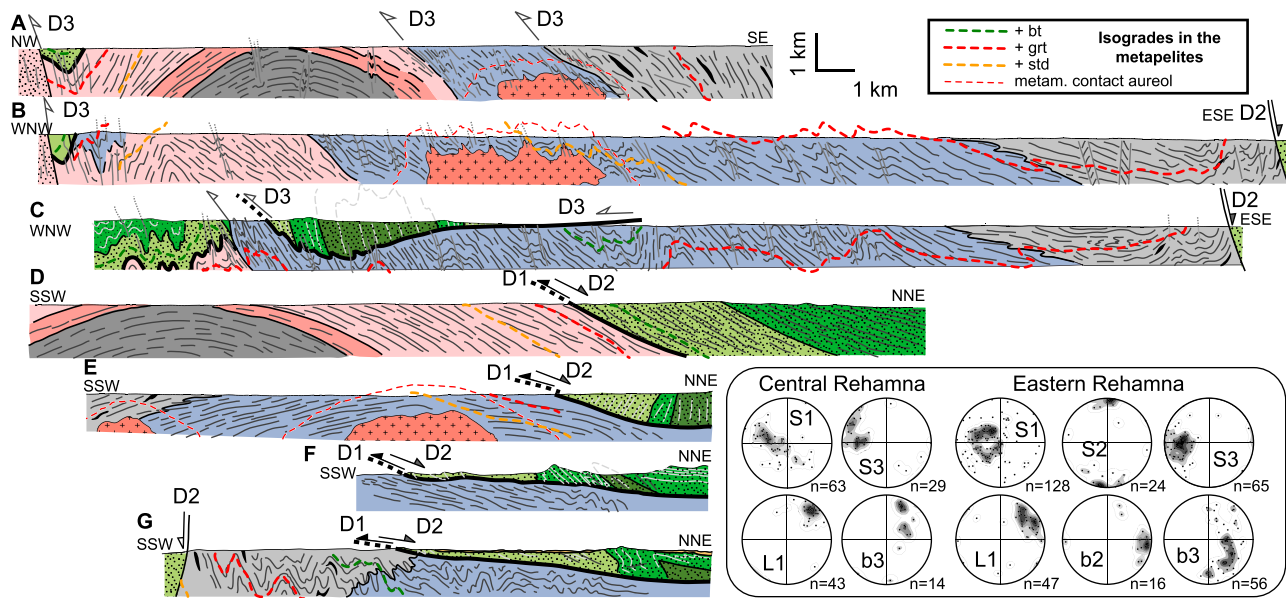 A
NW
D3
D3
D3
SE
1 km
1 km
+ bt
+ grt
+ std
metam. contact aureol
Isogrades in the
metapelites
B
WNW
D3
ESE
D2
C
WNW
D3
D3
D2
ESE
D
SSW
D1
D2
NNE
E
SSW
D1
D2
NNE
F
SSW
D1
D2
NNE
G
SSW
D2
D1
D2
NNE
Central Rehamna
Eastern Rehamna
S1
n=63
S3
n=29
S1
n=128
S2
n=24
S3
n=65
L1
n=43
b3
n=14
L1
n=47
b2
n=16
b3
n=56